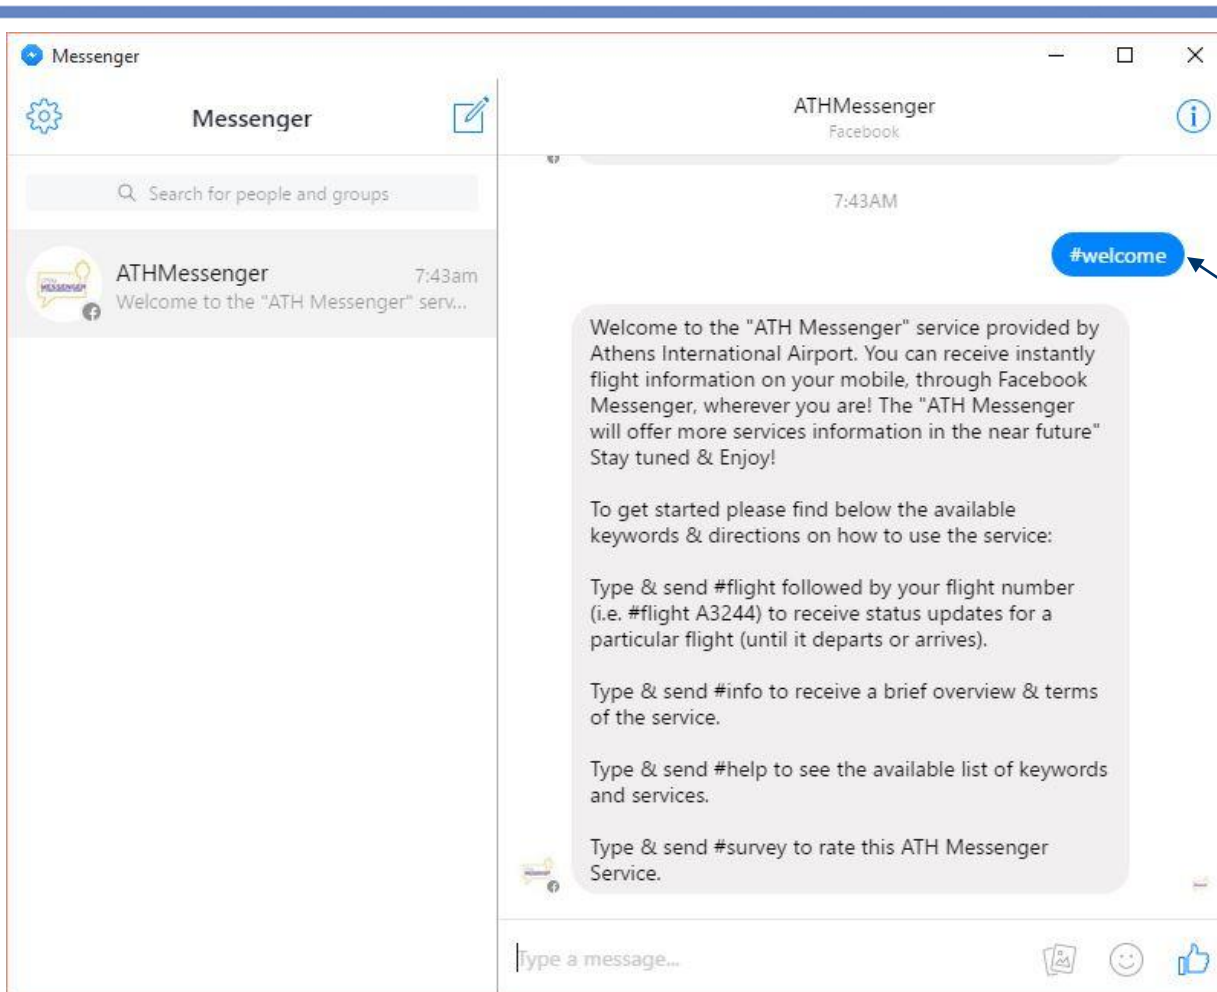 Messenger
Messenger
Search for people and groups
ATHMessenger
7:43am
Welcome to the "ATH Messenger" serv...
ATHMessenger
Facebook
7:43AM
#welcome
Welcome to the "ATH Messenger" service provided by
Athens International Airport. You can receive instantly
flight information on your mobile, through Facebook
Messenger, wherever you are! The "ATH Messenger
will offer more services information in the near future"
Stay tuned & Enjoy!
To get started please find below the available
keywords & directions on how to use the service:
Type & send #flight followed by your flight number
(i.e. #flight A3244) to receive status updates for a
particular flight (until it departs or arrives).
Type & send #info to receive a brief overview & terms
of the service.
Type & send #help to see the available list of keywords
and services.
Type & send #survey to rate this ATH Messenger
Service.
Type a message...